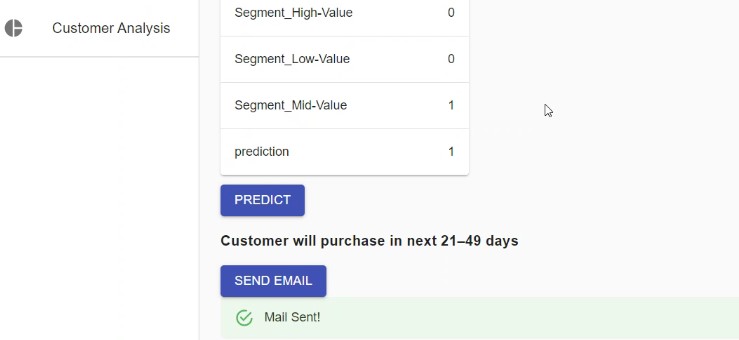 Customer Analysis
Segment_High-Value 0
Segment_Low-Value 0
Segment_Mid-Value 1
prediction 1
PREDICT
Customer will purchase in next 21–49 days
SEND EMAIL
Mail Sent!